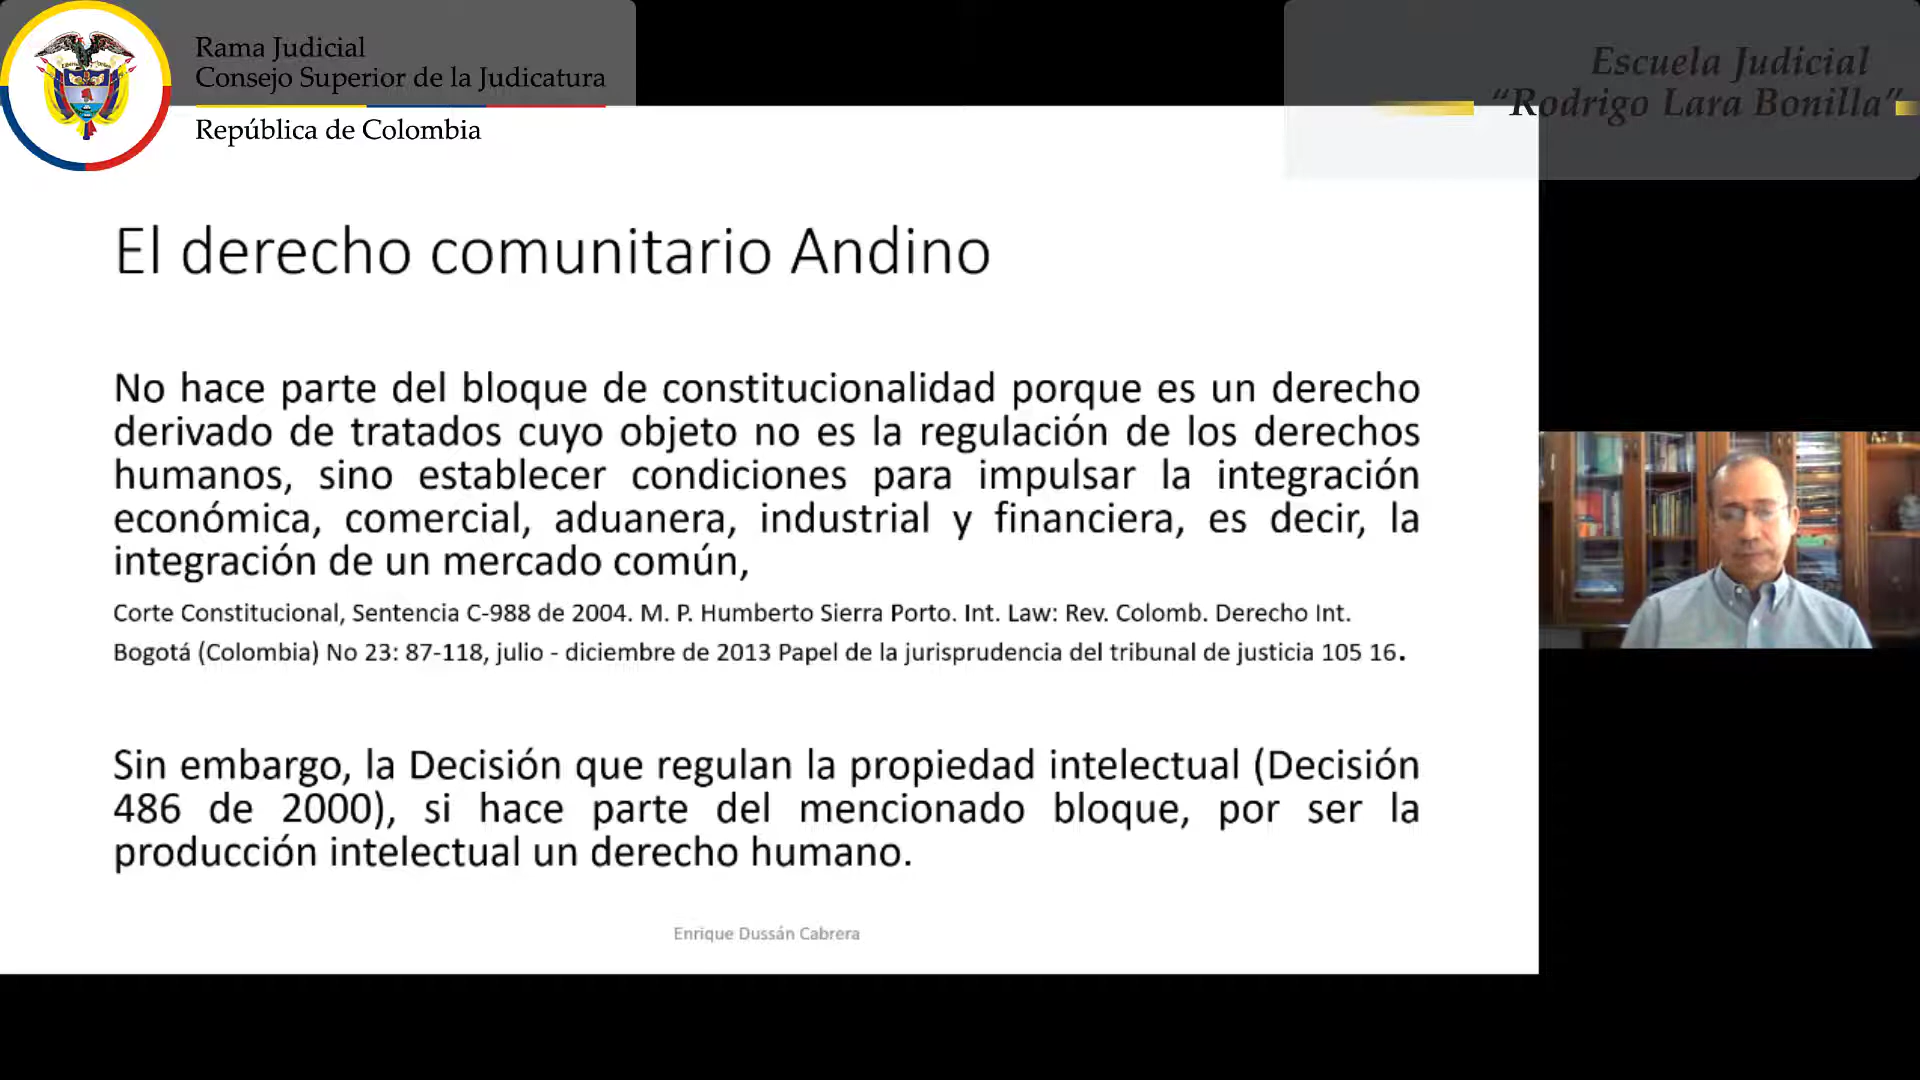 Rama Judicial
Consejo Superior de la Judicatura
República de Colombia
Escuela Judicial
“Rodrigo Lara Bonilla”
El derecho comunitario Andino
No hace parte del bloque de constitucionalidad porque es un derecho
derivado de tratados cuyo objeto no es la regulación de los derechos
humanos, sino establecer condiciones para impulsar la integración
económica, comercial, aduanera, industrial y financiera, es decir, la
integración de un mercado común,
Corte Constitucional, Sentencia C-988 de 2004. M. P. Humberto Sierra Porto. Int. Law: Rev. Colomb. Derecho Int.
Bogotá (Colombia) No 23: 87-118, julio - diciembre de 2013 Papel de la jurisprudencia del tribunal de justicia 105 16.
Sin embargo, la Decisión que regulan la propiedad intelectual (Decisión
486 de 2000), si hace parte del mencionado bloque, por ser la
producción intelectual un derecho humano.
Enrique Dussán Cabrera